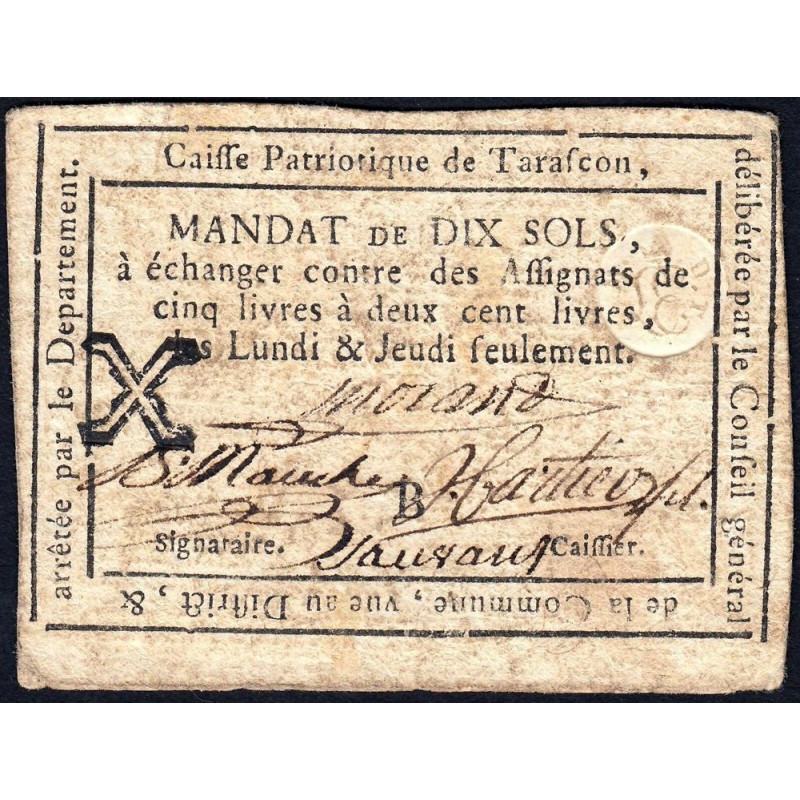 Caiſſe Patriotique de Taraſcon,
délibérée par le Conſeil général
de la Commune, vue au Diſtrict, &
arrêtée par le Departement.
MANDAT DE DIX SOLS,
à échanger contre des Aſſignats de
cinq livres à deux cent livres,
les Lundi & Jeudi ſeulement.
X
morand
B
Signataire.
Caiſſier.